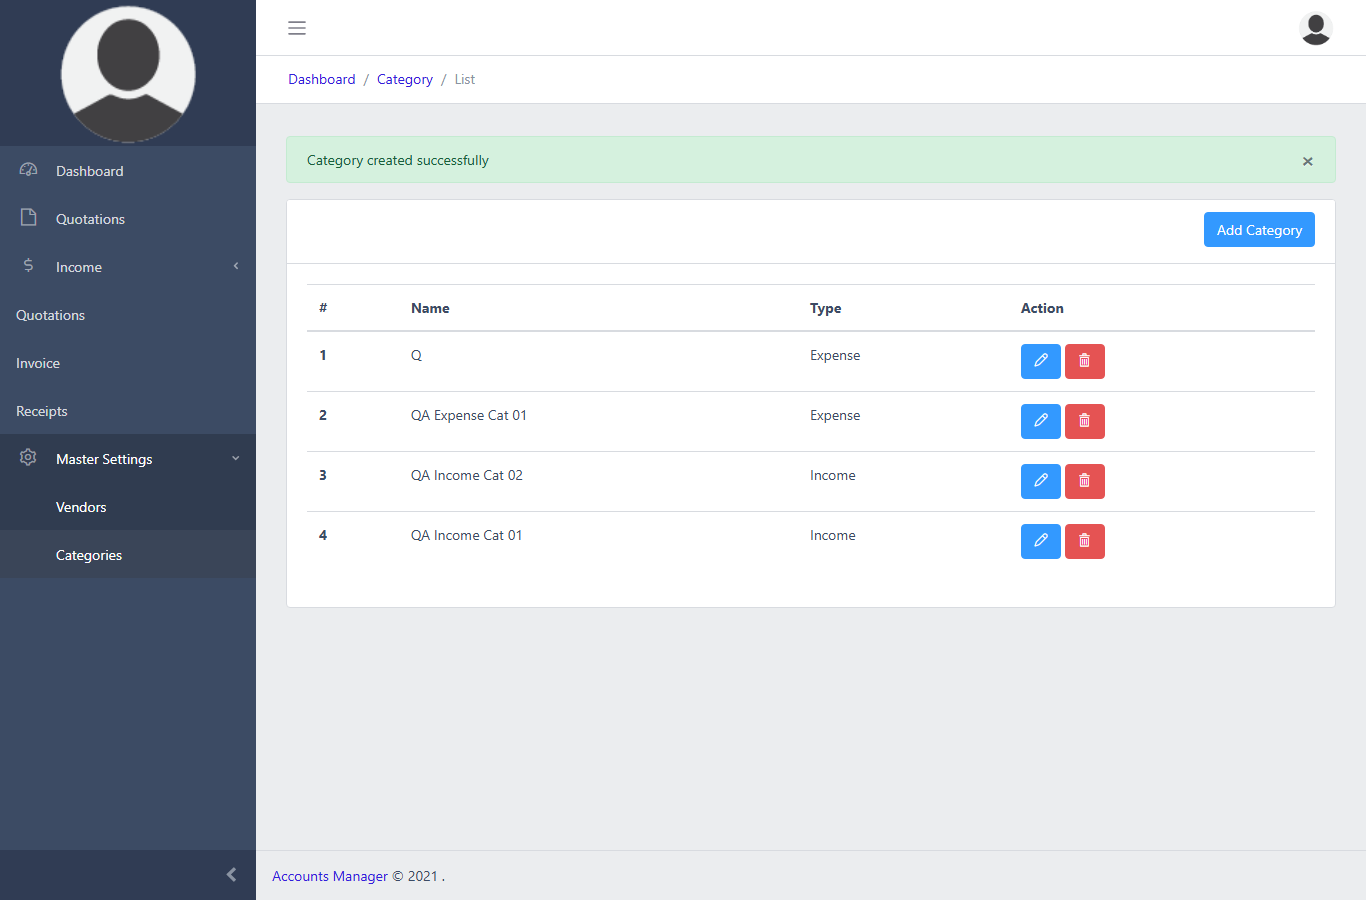 Dashboard
Quotations
Income
Quotations
Invoice
Receipts
Master Settings
Vendors
Categories
Dashboard / Category / List
Category created successfully ×
Add Category
# Name Type Action
1 Q Expense
2 QA Expense Cat 01 Expense
3 QA Income Cat 02 Income
4 QA Income Cat 01 Income
Accounts Manager © 2021 .